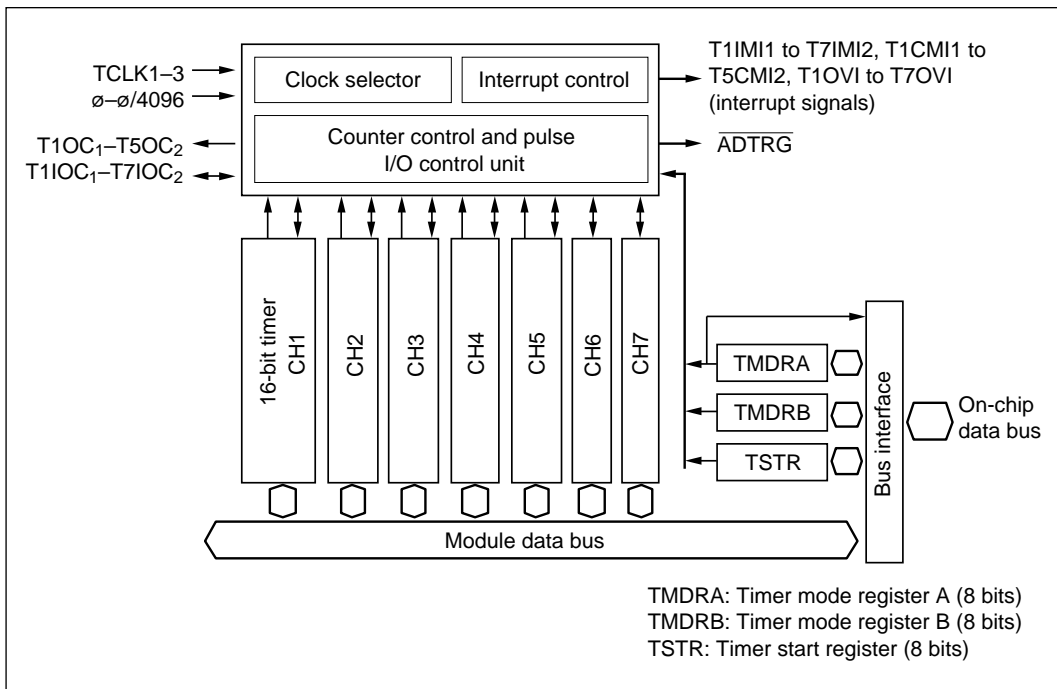 TCLK1–3
ø–ø/4096
T1OC₁–T5OC₂
T1IOC₁–T7IOC₂
Clock selector
Interrupt control
Counter control and pulse
I/O control unit
T1IMI1 to T7IMI2, T1CMI1 to
T5CMI2, T1OVI to T7OVI
(interrupt signals)
ADTRG
16-bit timer
CH1
CH2
CH3
CH4
CH5
CH6
CH7
TMDRA
TMDRB
TSTR
Bus interface
On-chip
data bus
Module data bus
TMDRA: Timer mode register A (8 bits)
TMDRB: Timer mode register B (8 bits)
TSTR: Timer start register (8 bits)